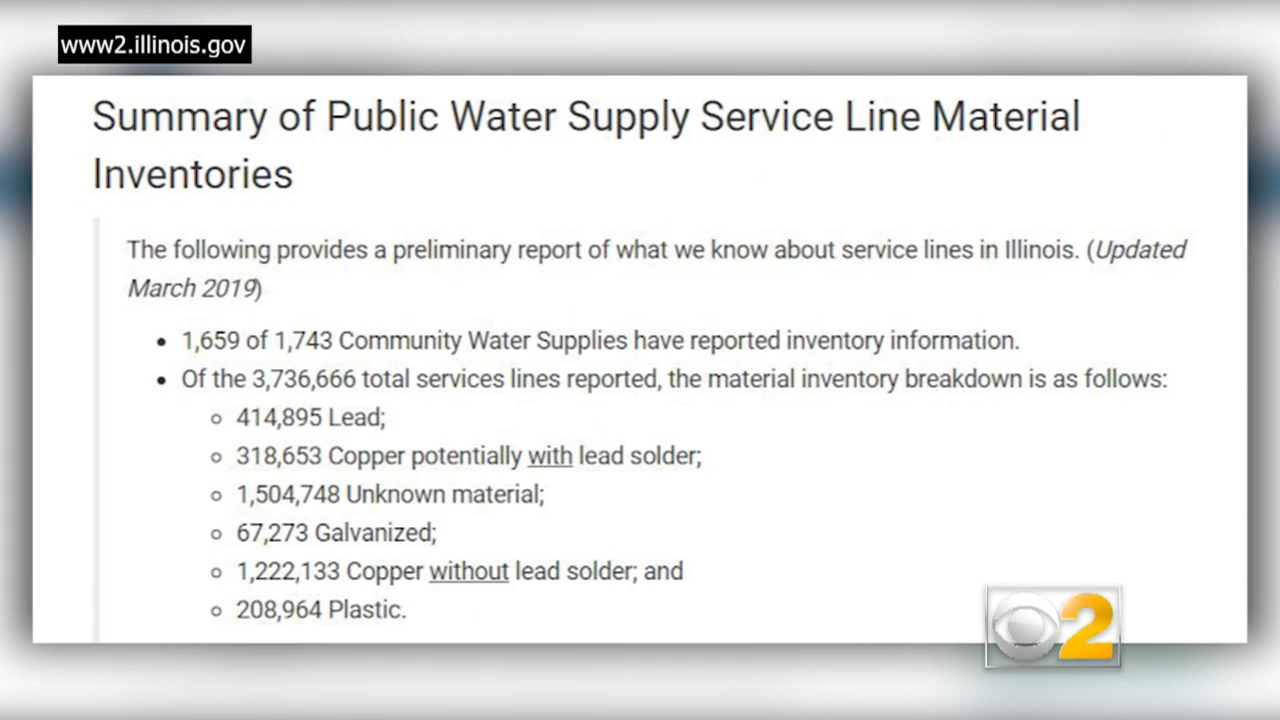 www2.illinois.gov
Summary of Public Water Supply Service Line Material
Inventories
The following provides a preliminary report of what we know about service lines in Illinois. (Updated
March 2019)
• 1,659 of 1,743 Community Water Supplies have reported inventory information.
• Of the 3,736,666 total services lines reported, the material inventory breakdown is as follows:
○ 414,895 Lead;
○ 318,653 Copper potentially with lead solder;
○ 1,504,748 Unknown material;
○ 67,273 Galvanized;
○ 1,222,133 Copper without lead solder; and
○ 208,964 Plastic.
2